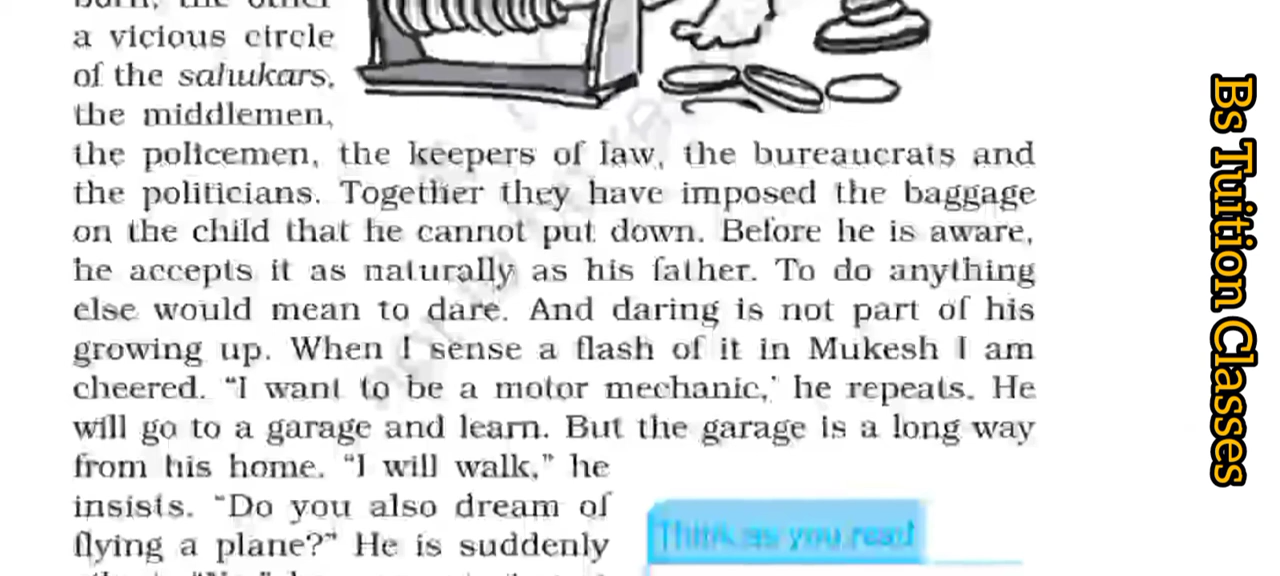 born, the other
a vicious circle
of the sahukars,
the middlemen,
the policemen, the keepers of law, the bureaucrats and
the politicians. Together they have imposed the baggage
on the child that he cannot put down. Before he is aware,
he accepts it as naturally as his father. To do anything
else would mean to dare. And daring is not part of his
growing up. When I sense a flash of it in Mukesh I am
cheered. “I want to be a motor mechanic,’ he repeats. He
will go to a garage and learn. But the garage is a long way
from his home. “I will walk,” he
insists. “Do you also dream of
flying a plane?” He is suddenly
Think as you read
Bs Tuition Classes